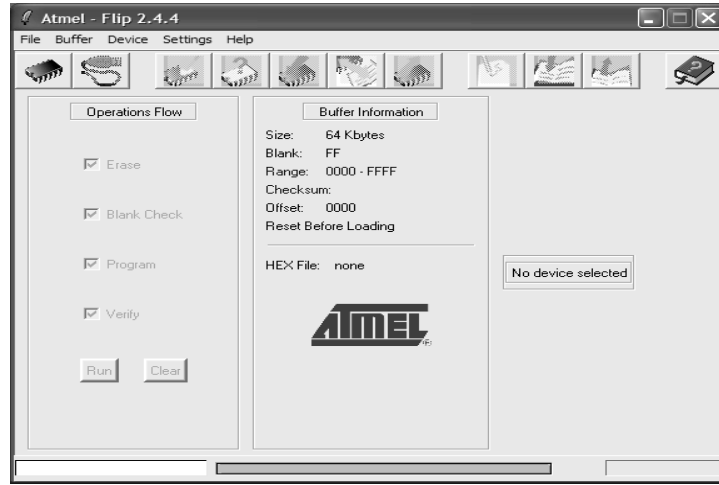 Atmel - Flip 2.4.4
File Buffer Device Settings Help
Operations Flow
Erase
Blank Check
Program
Verify
Run Clear
Buffer Information
Size: 64 Kbytes
Blank: FF
Range: 0000 - FFFF
Checksum:
Offset: 0000
Reset Before Loading
HEX File: none
ATMEL
No device selected